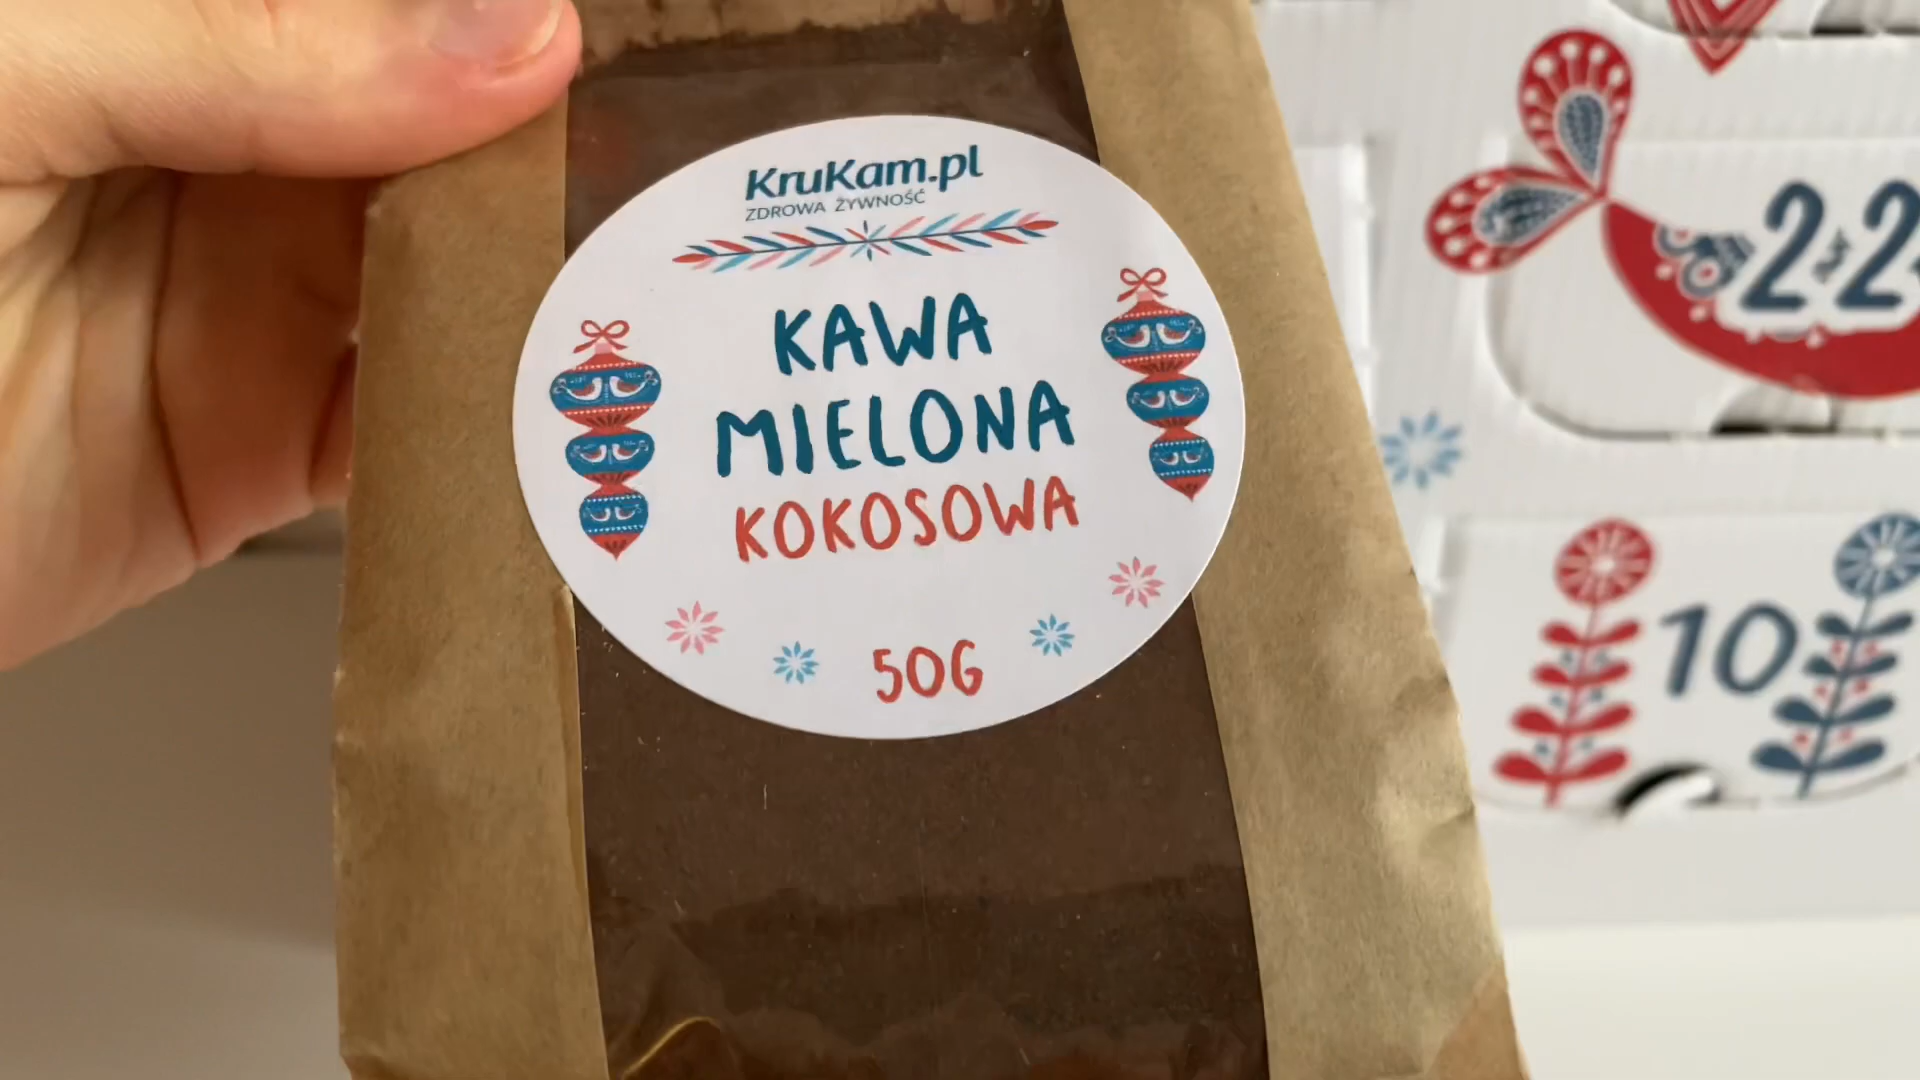 KruKam.pl
ZDROWA ŻYWNOŚĆ
KAWA
MIELONA
KOKOSOWA
50G
22
10